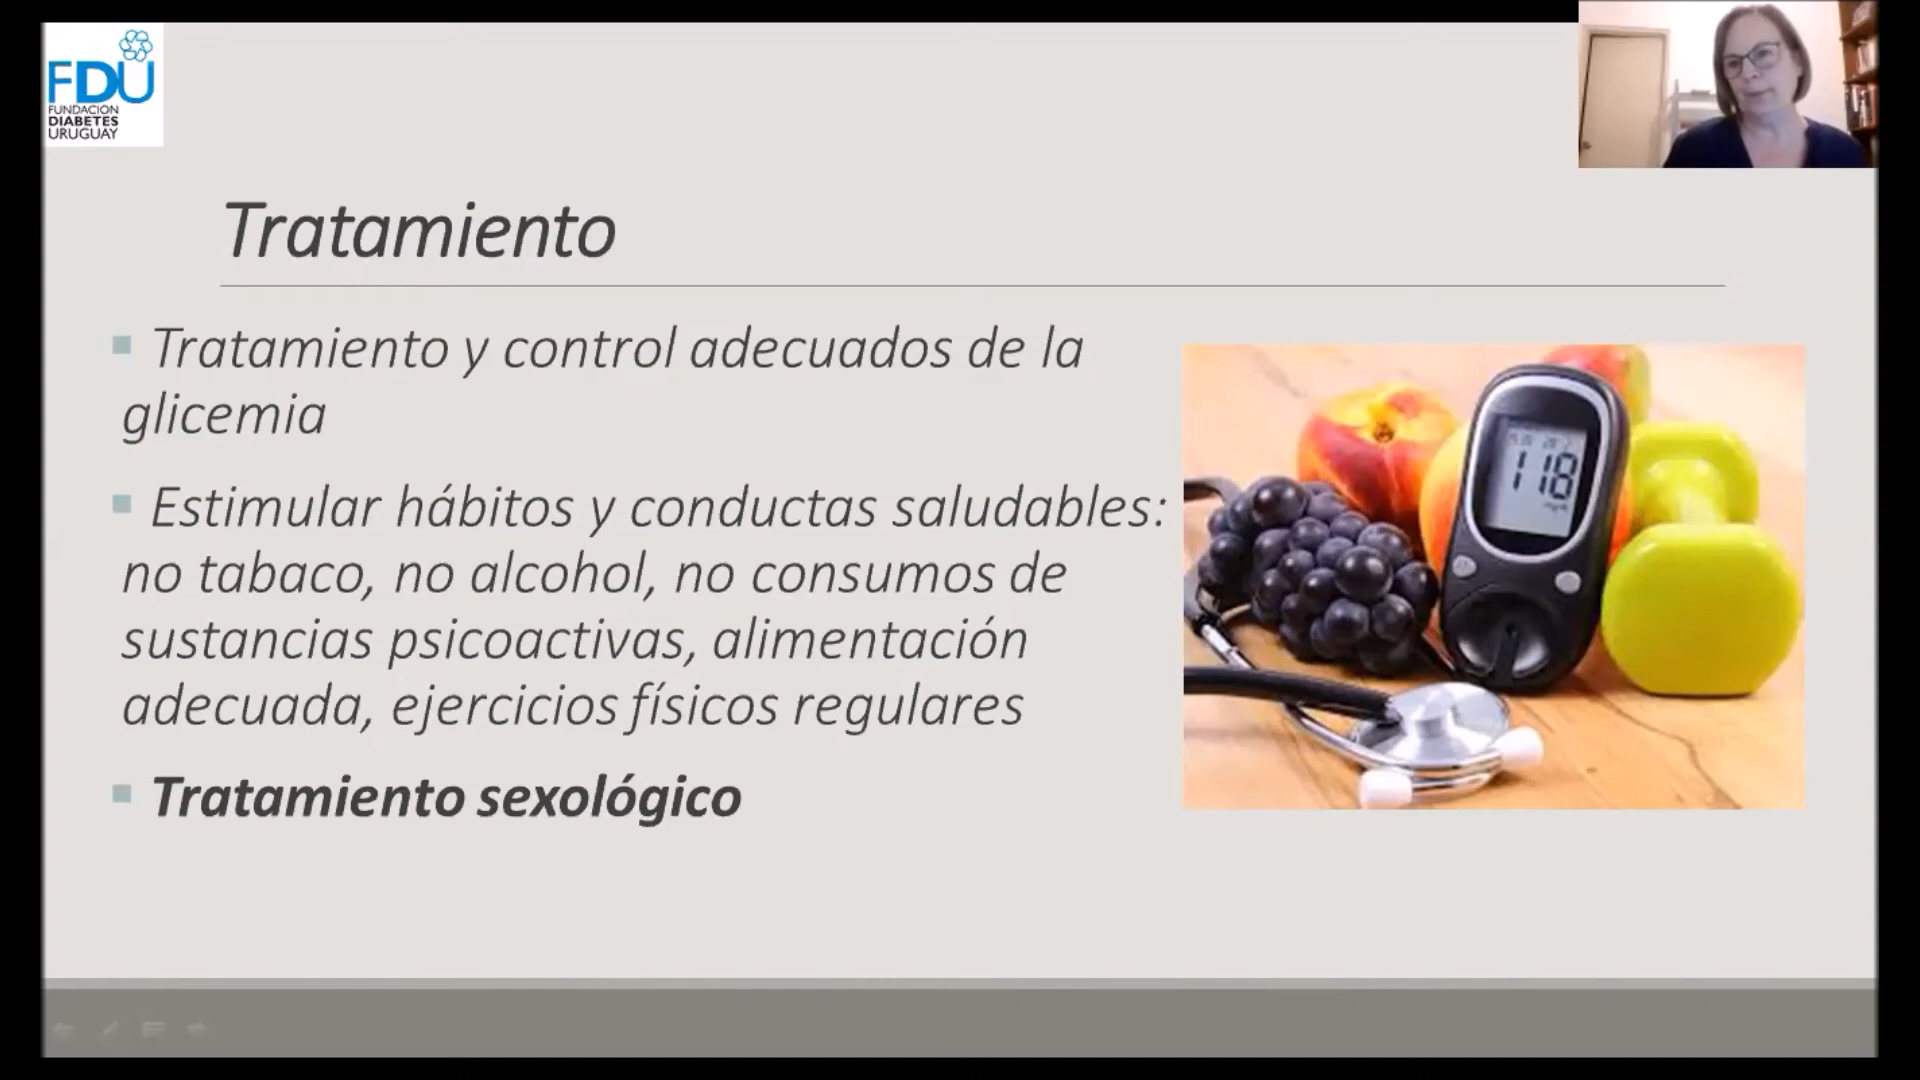 FDU
FUNDACIÓN
DIABETES
URUGUAY
Tratamiento
Tratamiento y control adecuados de la
glicemia
Estimular hábitos y conductas saludables:
no tabaco, no alcohol, no consumos de
sustancias psicoactivas, alimentación
adecuada, ejercicios físicos regulares
Tratamiento sexológico
118